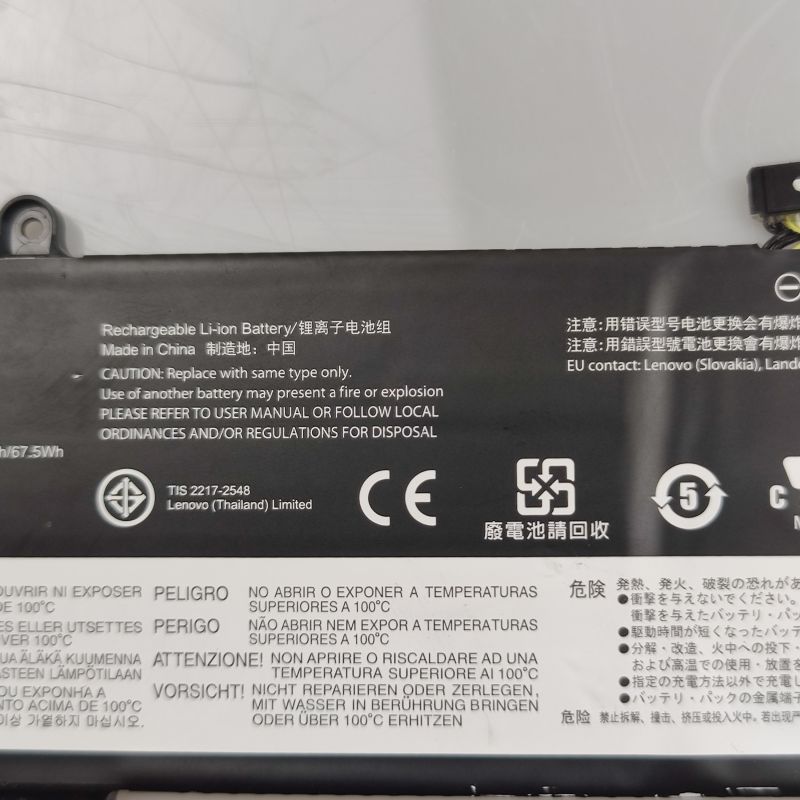 Rechargeable Li-ion Battery/锂离子电池组
Made in China 制造地：中国
CAUTION: Replace with same type only.
Use of another battery may present a fire or explosion
PLEASE REFER TO USER MANUAL OR FOLLOW LOCAL
ORDINANCES AND/OR REGULATIONS FOR DISPOSAL
注意：用错误型号电池更换会有爆炸
注意：用錯誤型號電池更換會有爆炸
EU contact: Lenovo (Slovakia), Lande
h/67.5Wh
TIS 2217-2548
Lenovo (Thailand) Limited
CE
廢電池請回收
5
C
OUVRIR NI EXPOSER
DE 100°C
ES ELLER UTSETTES
VER 100°C
UA ÄLÄKÄ KUUMENNA
ASTEEN LÄMPÖTILAAN
OU EXPONHA A
NTO ACIMA DE 100°C
이상 가열하지 마십시오.
PELIGRO NO ABRIR O EXPONER A TEMPERATURAS
SUPERIORES A 100°C
PERIGO NÃO ABRIR NEM EXPOR A TEMPERATURAS
SUPERIORES A 100°C
ATTENZIONE! NON APRIRE O RISCALDARE AD UNA
TEMPERATURA SUPERIORE AI 100°C
VORSICHT! NICHT REPARIEREN ODER ZERLEGEN,
MIT WASSER IN BERÜHRUNG BRINGEN
ODER ÜBER 100°C ERHITZEN
危険 発熱、発火、破裂の恐れがあ
●衝撃を与えないでください。
衝撃を与えたバッテリ・パッ
●駆動時間が短くなったバッテ
●分解・改造、火中への投下・
および高温での使用・放置を
●指定の充電方法以外で充電し
●バッテリ・パックの金属端子
危险 禁止拆解、撞击、挤压或投入火中。若出现严